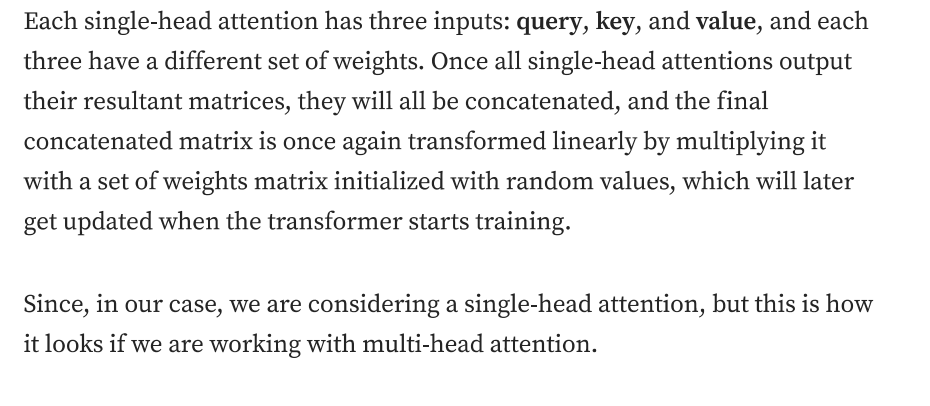 Each single-head attention has three inputs: query, key, and value, and each
three have a different set of weights. Once all single-head attentions output
their resultant matrices, they will all be concatenated, and the final
concatenated matrix is once again transformed linearly by multiplying it
with a set of weights matrix initialized with random values, which will later
get updated when the transformer starts training.
Since, in our case, we are considering a single-head attention, but this is how
it looks if we are working with multi-head attention.